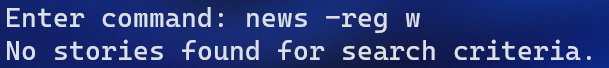 Enter command: news -reg w
No stories found for search criteria.